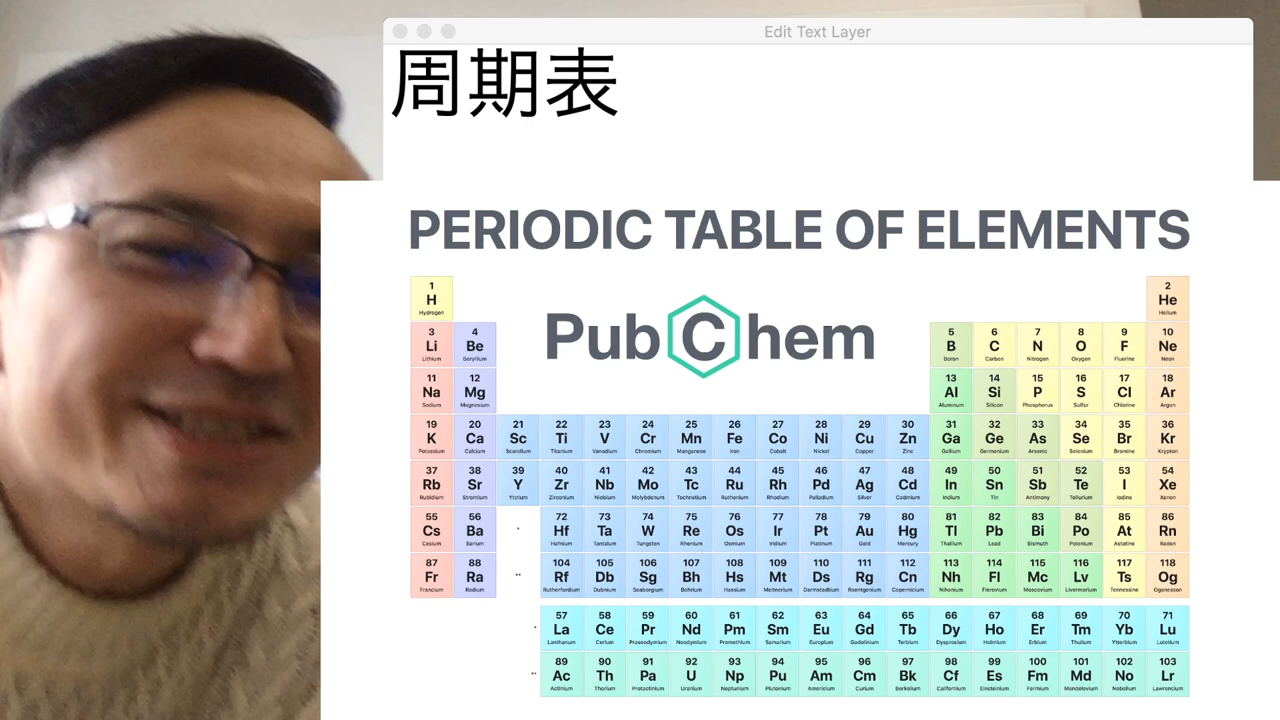 Edit Text Layer
周期表
PERIODIC TABLE OF ELEMENTS
PubChem
1 2
H He
Hydrogen Helium
3 4 5 6 7 8 9 10
Li Be B C N O F Ne
Lithium Beryllium Boron Carbon Nitrogen Oxygen Fluorine Neon
11 12 13 14 15 16 17 18
Na Mg Al Si P S Cl Ar
Sodium Magnesium Aluminum Silicon Phosphorus Sulfur Chlorine Argon
19 20 21 22 23 24 25 26 27 28 29 30 31 32 33 34 35 36
K Ca Sc Ti V Cr Mn Fe Co Ni Cu Zn Ga Ge As Se Br Kr
Potassium Calcium Scandium Titanium Vanadium Chromium Manganese Iron Cobalt Nickel Copper Zinc Gallium Germanium Arsenic Selenium Bromine Krypton
37 38 39 40 41 42 43 44 45 46 47 48 49 50 51 52 53 54
Rb Sr Y Zr Nb Mo Tc Ru Rh Pd Ag Cd In Sn Sb Te I Xe
Rubidium Strontium Yttrium Zirconium Niobium Molybdenum Technetium Ruthenium Rhodium Palladium Silver Cadmium Indium Tin Antimony Tellurium Iodine Xenon
55 56 * 72 73 74 75 76 77 78 79 80 81 82 83 84 85 86
Cs Ba Hf Ta W Re Os Ir Pt Au Hg Tl Pb Bi Po At Rn
Cesium Barium Hafnium Tantalum Tungsten Rhenium Osmium Iridium Platinum Gold Mercury Thallium Lead Bismuth Polonium Astatine Radon
87 88 ** 104 105 106 107 108 109 110 111 112 113 114 115 116 117 118
Fr Ra Rf Db Sg Bh Hs Mt Ds Rg Cn Nh Fl Mc Lv Ts Og
Francium Radium Rutherfordium Dubnium Seaborgium Bohrium Hassium Meitnerium Darmstadtium Roentgenium Copernicium Nihonium Flerovium Moscovium Livermorium Tennessine Oganesson
* 57 58 59 60 61 62 63 64 65 66 67 68 69 70 71
La Ce Pr Nd Pm Sm Eu Gd Tb Dy Ho Er Tm Yb Lu
Lanthanum Cerium Praseodymium Neodymium Promethium Samarium Europium Gadolinium Terbium Dysprosium Holmium Erbium Thulium Ytterbium Lutetium
** 89 90 91 92 93 94 95 96 97 98 99 100 101 102 103
Ac Th Pa U Np Pu Am Cm Bk Cf Es Fm Md No Lr
Actinium Thorium Protactinium Uranium Neptunium Plutonium Americium Curium Berkelium Californium Einsteinium Fermium Mendelevium Nobelium Lawrencium